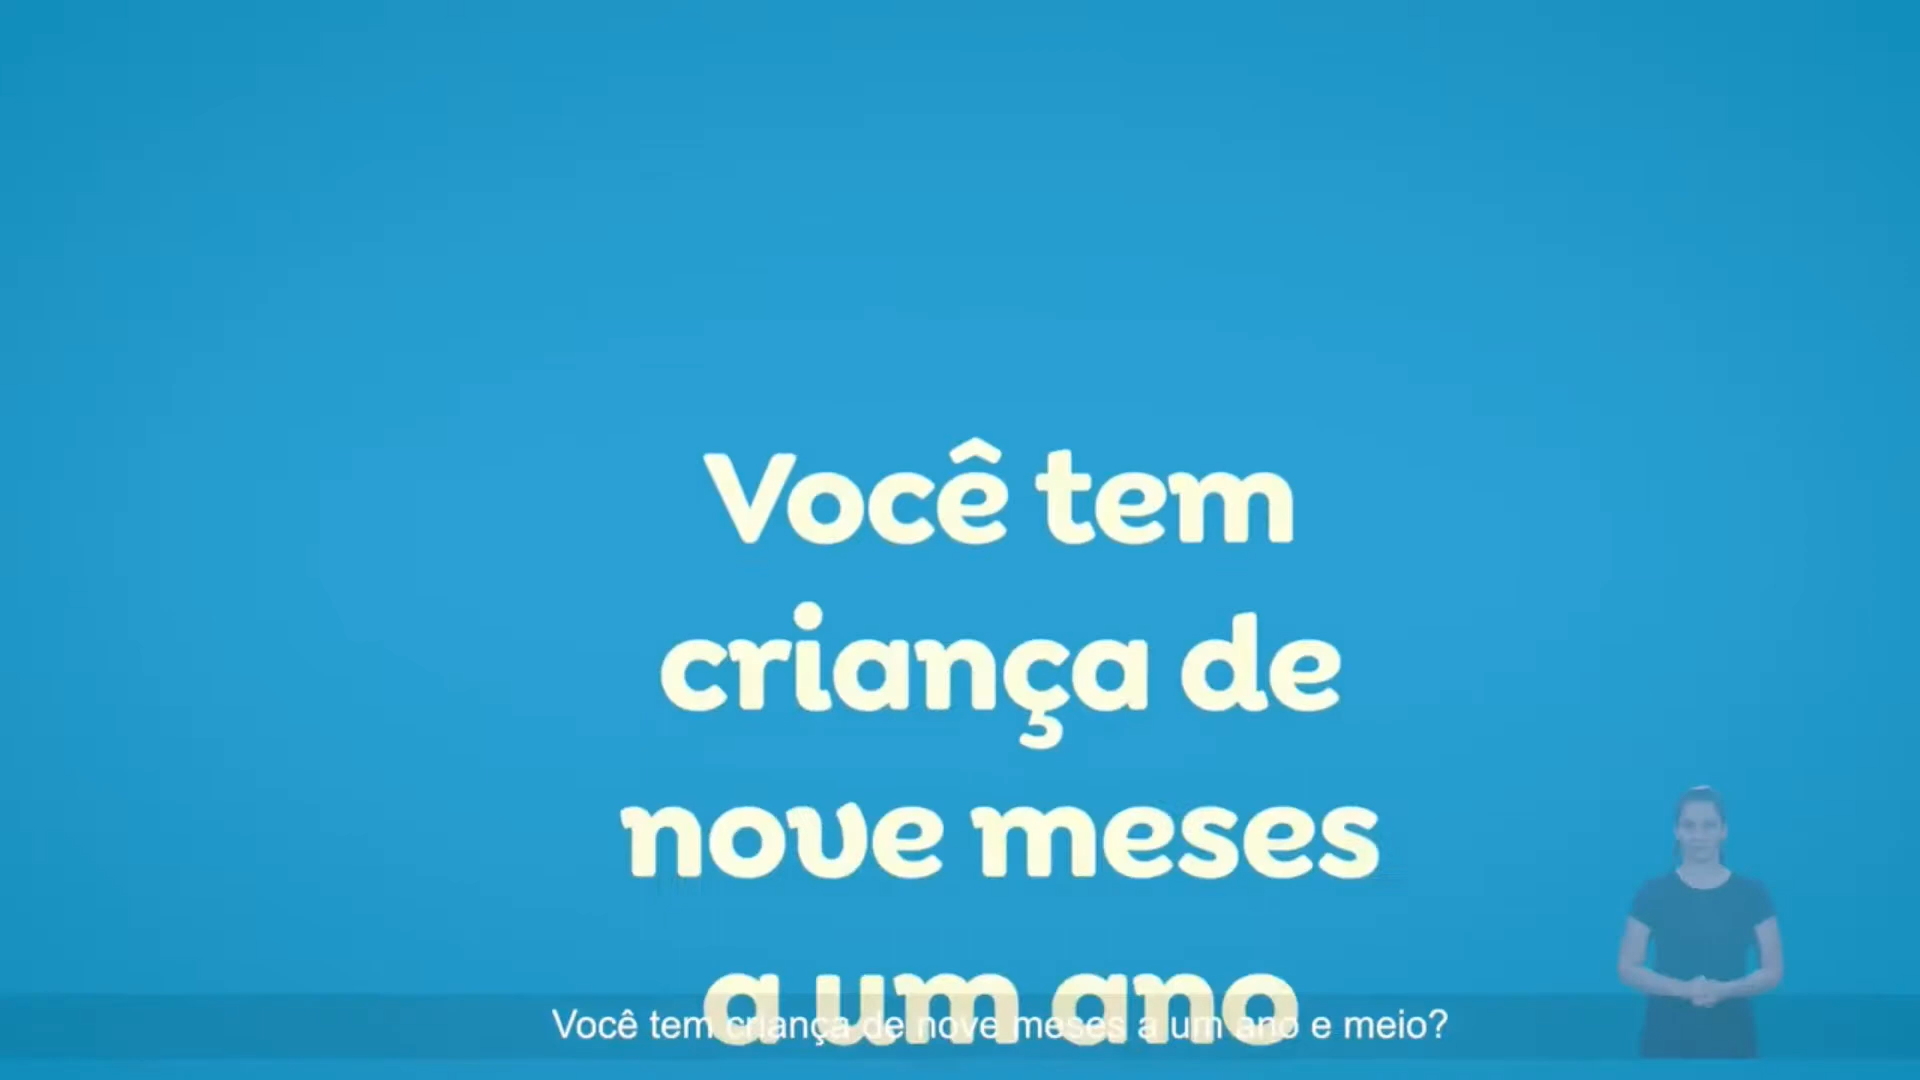 Você tem
criança de
nove meses
a um ano
Você tem criança de nove meses a um ano e meio?